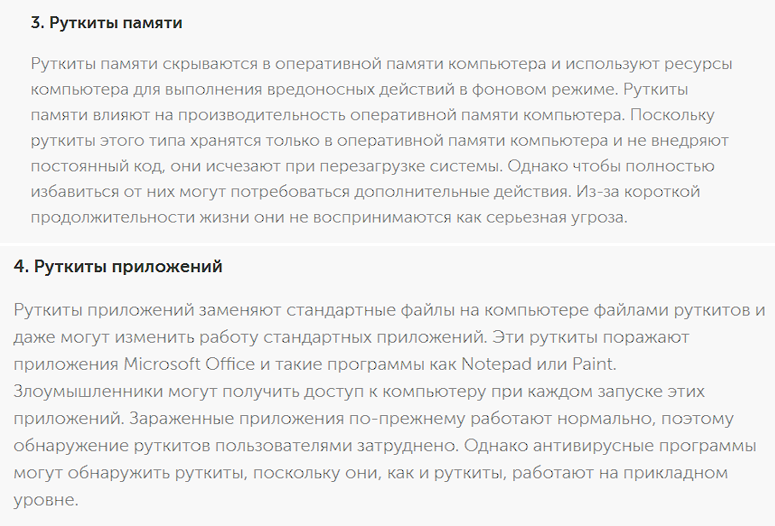 3. Руткиты памяти
Руткиты памяти скрываются в оперативной памяти компьютера и используют ресурсы
компьютера для выполнения вредоносных действий в фоновом режиме. Руткиты
памяти влияют на производительность оперативной памяти компьютера. Поскольку
руткиты этого типа хранятся только в оперативной памяти компьютера и не внедряют
постоянный код, они исчезают при перезагрузке системы. Однако чтобы полностью
избавиться от них могут потребоваться дополнительные действия. Из-за короткой
продолжительности жизни они не воспринимаются как серьезная угроза.
4. Руткиты приложений
Руткиты приложений заменяют стандартные файлы на компьютере файлами руткитов и
даже могут изменить работу стандартных приложений. Эти руткиты поражают
приложения Microsoft Office и такие программы как Notepad или Paint.
Злоумышленники могут получить доступ к компьютеру при каждом запуске этих
приложений. Зараженные приложения по-прежнему работают нормально, поэтому
обнаружение руткитов пользователями затруднено. Однако антивирусные программы
могут обнаружить руткиты, поскольку они, как и руткиты, работают на прикладном
уровне.